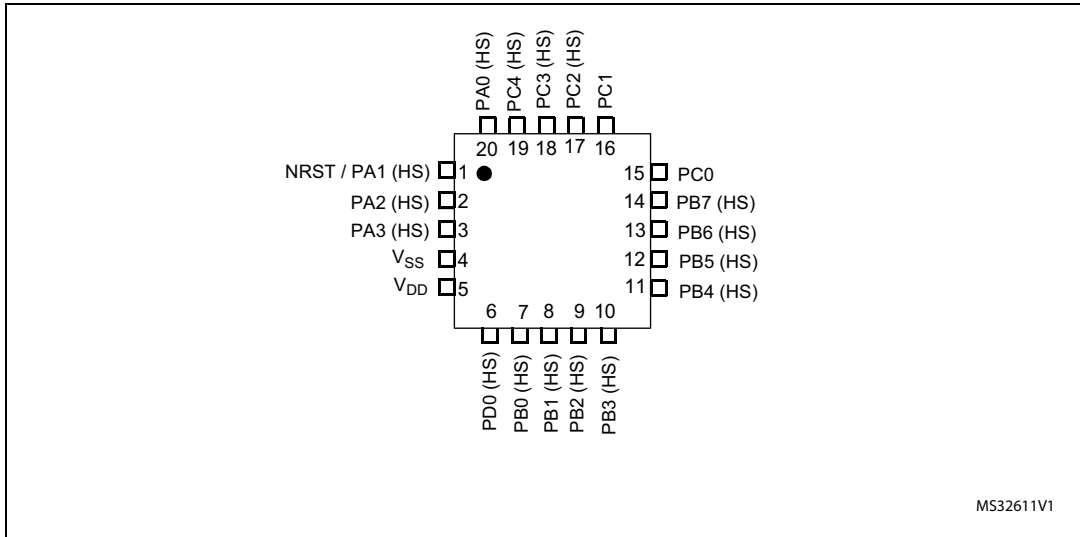 PA0 (HS)
PC4 (HS)
PC3 (HS)
PC2 (HS)
PC1
20 19 18 17 16
NRST / PA1 (HS) 1
PA2 (HS) 2
PA3 (HS) 3
VSS 4
VDD 5
15 PC0
14 PB7 (HS)
13 PB6 (HS)
12 PB5 (HS)
11 PB4 (HS)
6 7 8 9 10
PD0 (HS)
PB0 (HS)
PB1 (HS)
PB2 (HS)
PB3 (HS)
MS32611V1